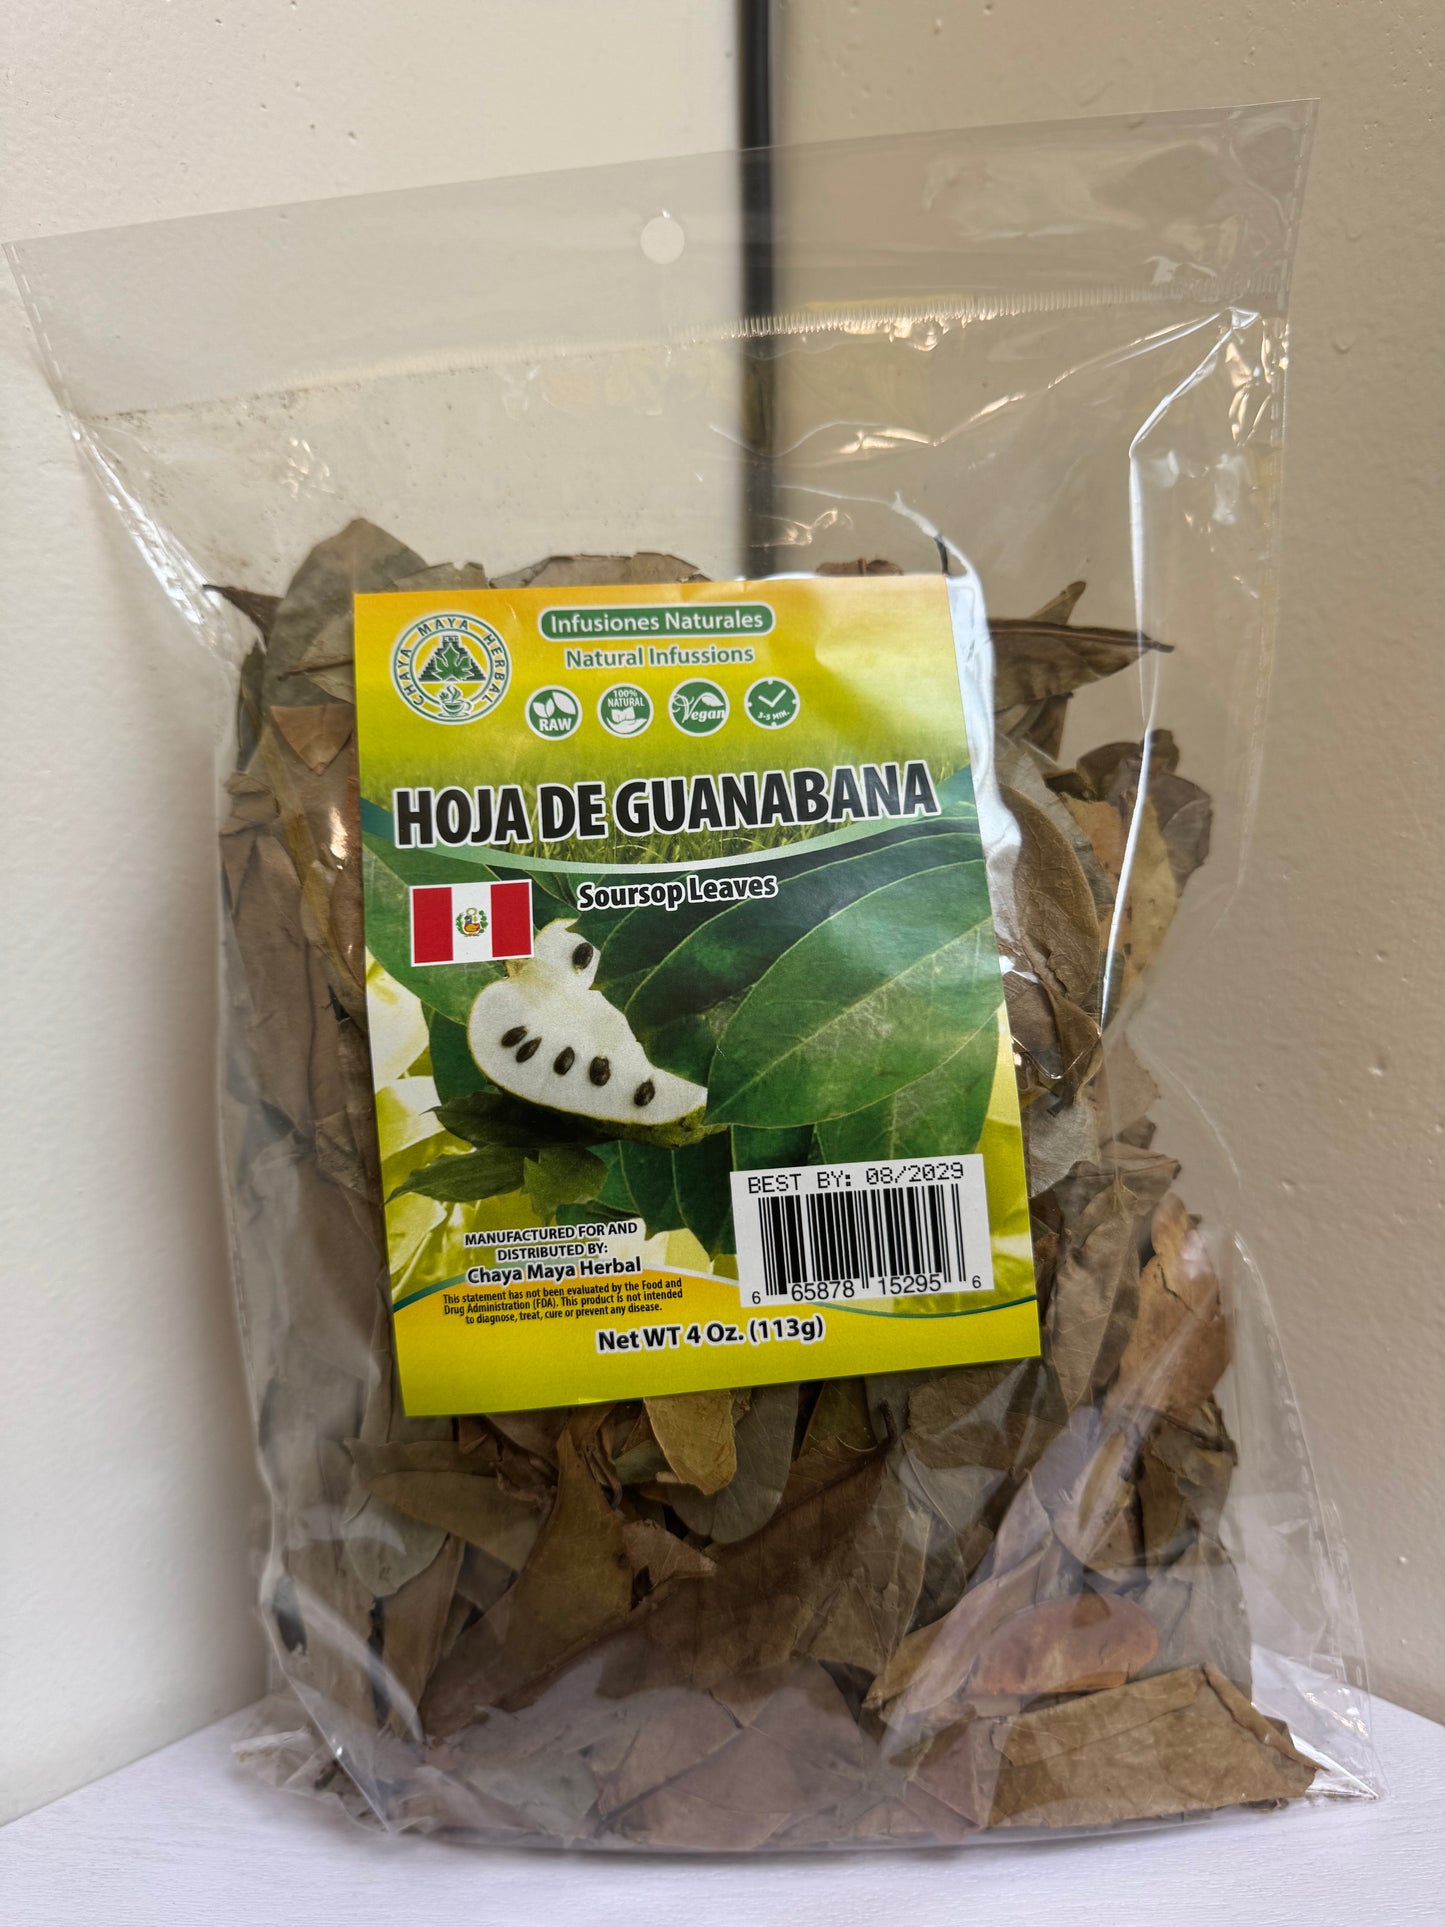 CHAYA MAYA HERBAL
Infusiones Naturales
Natural Infussions
RAW
100%
NATURAL
Vegan
3-5 MIN.
HOJA DE GUANABANA
Soursop Leaves
BEST BY: 08/2029
6 65878 15295 6
MANUFACTURED FOR AND
DISTRIBUTED BY:
Chaya Maya Herbal
This statement has not been evaluated by the Food and
Drug Administration (FDA). This product is not intended
to diagnose, treat, cure or prevent any disease.
Net WT 4 Oz. (113g)